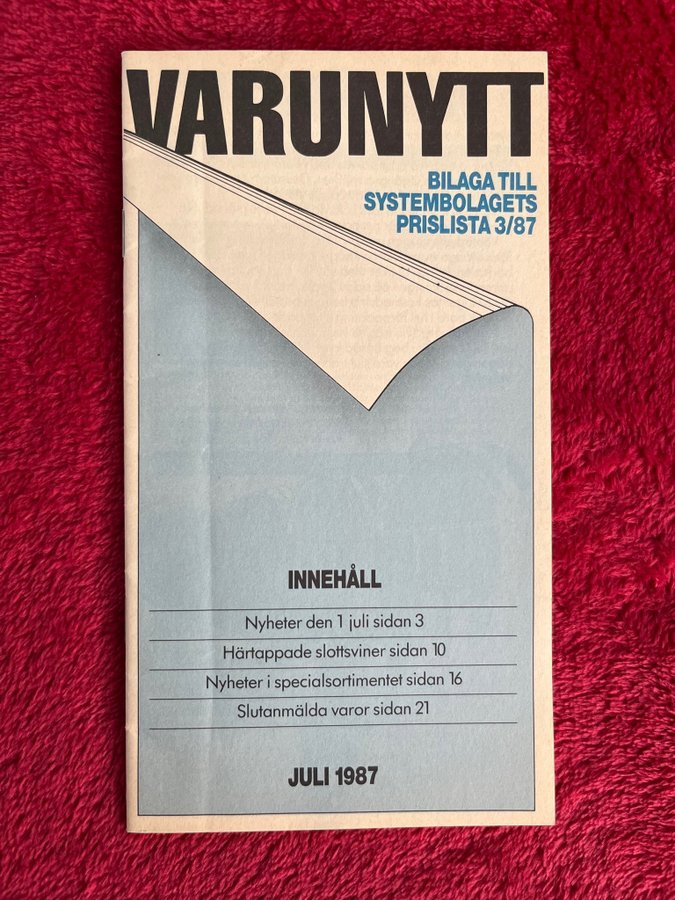 VARUNYTT
BILAGA TILL
SYSTEMBOLAGETS
PRISLISTA 3/87
INNEHÅLL
Nyheter den 1 juli sidan 3
Härtappade slottsviner sidan 10
Nyheter i specialsortimentet sidan 16
Slutanmälda varor sidan 21
JULI 1987